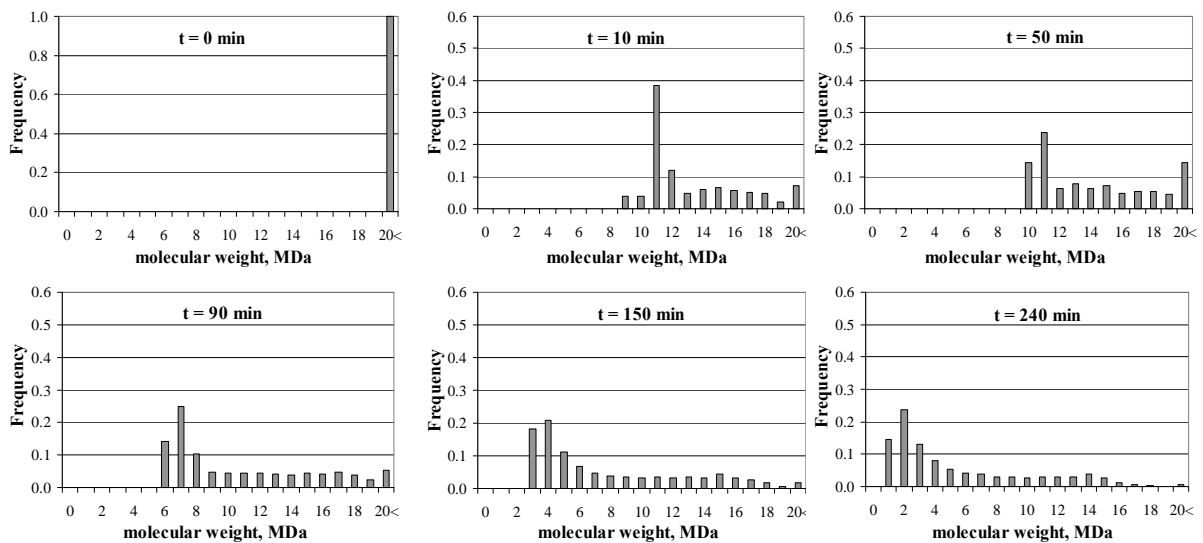 t = 0 min
Frequency
1.0
0.8
0.6
0.4
0.2
0.0
0 2 4 6 8 10 12 14 16 18 20<
molecular weight, MDa
t = 10 min
Frequency
0.6
0.5
0.4
0.3
0.2
0.1
0.0
0 2 4 6 8 10 12 14 16 18 20<
molecular weight, MDa
t = 50 min
Frequency
0.6
0.5
0.4
0.3
0.2
0.1
0.0
0 2 4 6 8 10 12 14 16 18 20<
molecular weight, MDa
t = 90 min
Frequency
0.6
0.5
0.4
0.3
0.2
0.1
0.0
0 2 4 6 8 10 12 14 16 18 20<
molecular weight, MDa
t = 150 min
Frequency
0.6
0.5
0.4
0.3
0.2
0.1
0.0
0 2 4 6 8 10 12 14 16 18 20<
molecular weight, MDa
t = 240 min
Frequency
0.6
0.5
0.4
0.3
0.2
0.1
0.0
0 2 4 6 8 10 12 14 16 18 20<
molecular weight, MDa